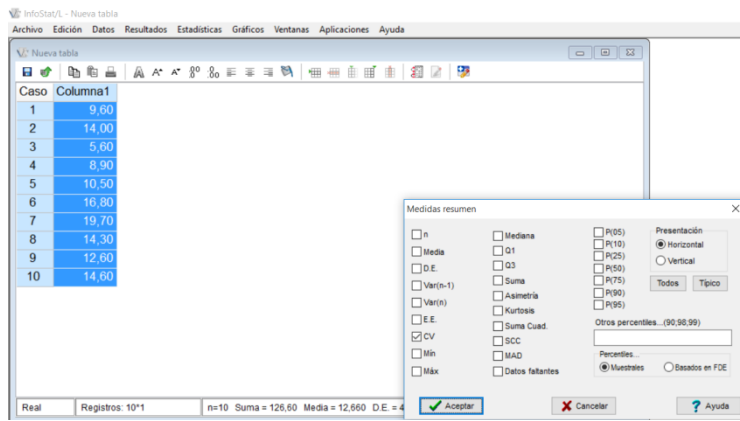 InfoStat/L - Nueva tabla
Archivo Edición Datos Resultados Estadísticas Gráficos Ventanas Aplicaciones Ayuda
Nueva tabla
Caso Columna1
1 9,60
2 14,00
3 5,60
4 8,90
5 10,50
6 16,80
7 19,70
8 14,30
9 12,60
10 14,60
Real Registros: 10*1 n=10 Suma = 126,60 Media = 12,660 D.E. = 4
Medidas resumen
n
Media
D.E.
Var(n-1)
Var(n)
E.E.
CV
Mín
Máx
Mediana
Q1
Q3
Suma
Asimetría
Kurtosis
Suma Cuad.
SCC
MAD
Datos faltantes
P(05)
P(10)
P(25)
P(50)
P(75)
P(90)
P(95)
Presentación
Horizontal
Vertical
Todos Típico
Otros percentiles...(90;98;99)
Percentiles...
Muestrales Basados en FDE
Aceptar Cancelar Ayuda